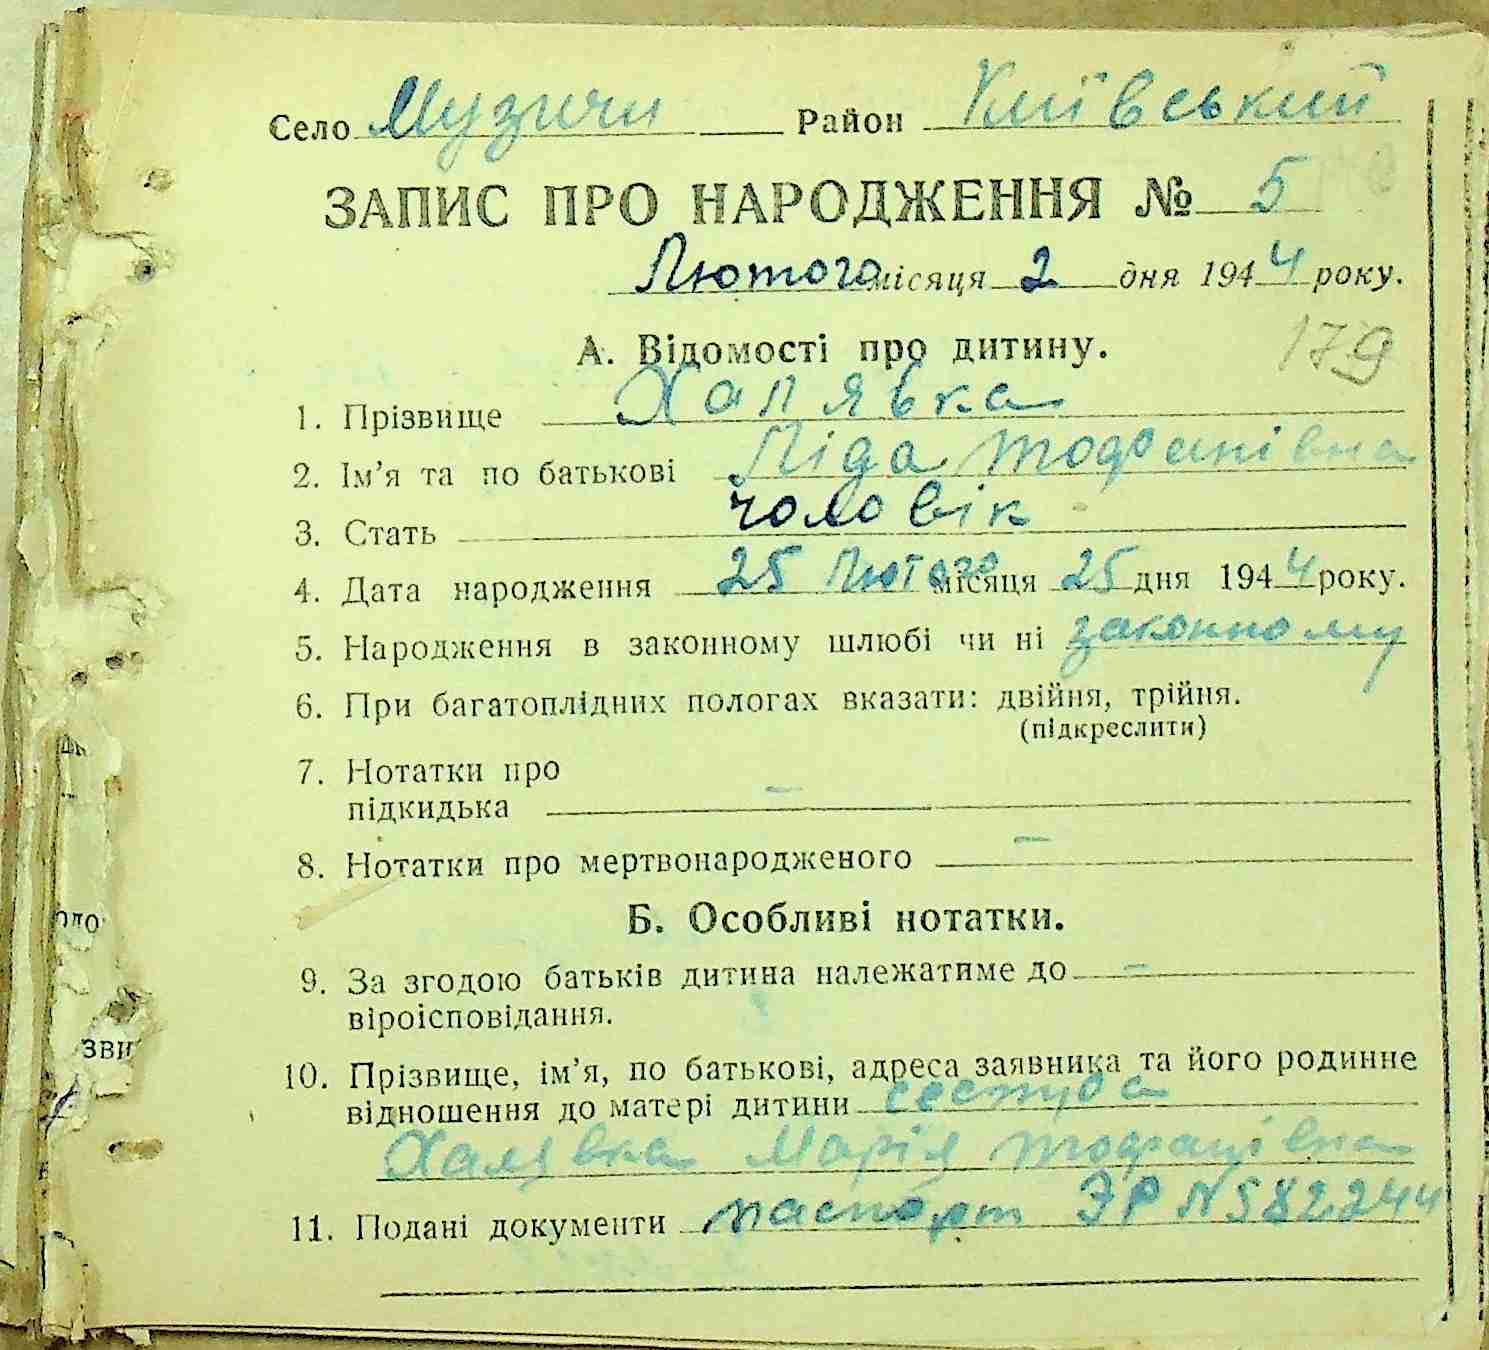 Село Музичи Район Київський
ЗАПИС ПРО НАРОДЖЕННЯ № 5
Лютого місяця 2 дня 1944 року.
А. Відомості про дитину.
179
1. Прізвище Халявка
2. Ім'я та по батькові Ліда Тофанівна
3. Стать чоловік
4. Дата народження 25 Лютого місяця 25 дня 1944 року.
5. Народження в законному шлюбі чи ні законному
6. При багатоплідних пологах вказати: двійня, трійня.
(підкреслити)
7. Нотатки про
підкидька –
8. Нотатки про мертвонародженого –
Б. Особливі нотатки.
9. За згодою батьків дитина належатиме до –
віроісповідання.
10. Прізвище, ім'я, по батькові, адреса заявника та його родинне
відношення до матері дитини сестра
Халявка Марія Тофанівна
11. Подані документи паспорт ЭР N 582244
зви